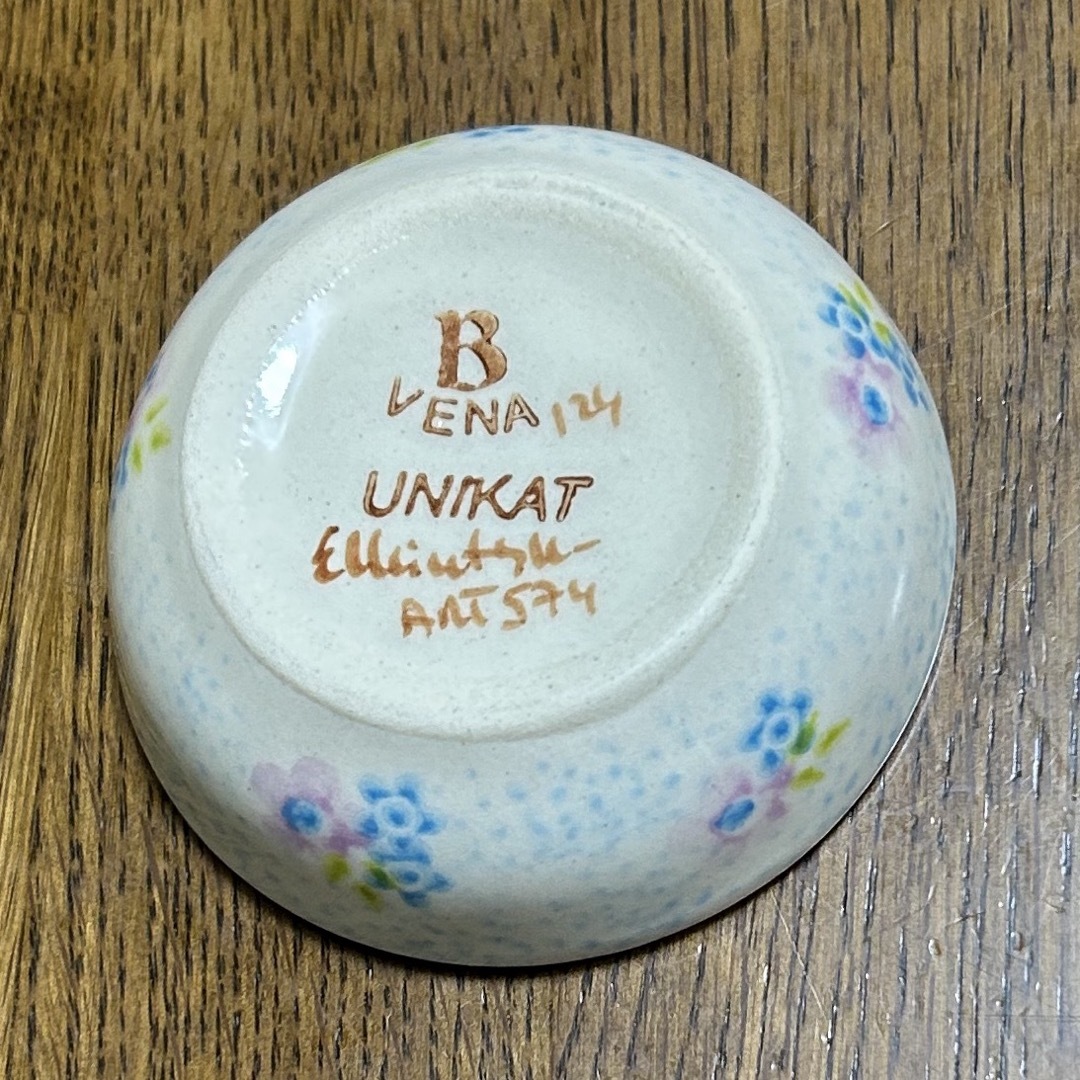 B
VENA 124
UNIKAT
ART 574